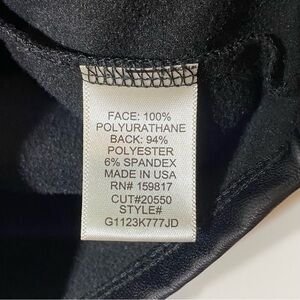 FACE: 100%
POLYURATHANE
BACK: 94%
POLYESTER
6% SPANDEX
MADE IN USA
RN# 159817
CUT#20550
STYLE#
G1123K777JD